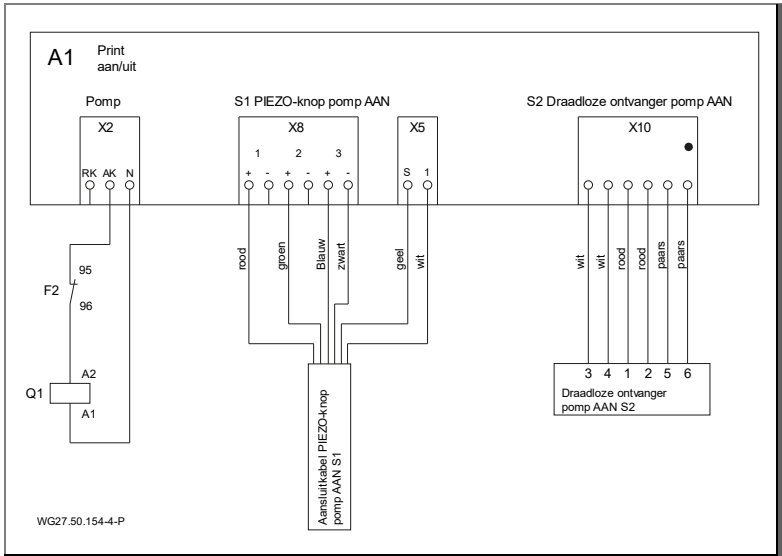 A1 Print
aan/uit
Pomp
S1 PIEZO-knop pomp AAN
S2 Draadloze ontvanger pomp AAN
X2
X8
X5
X10
1 2 3
RK AK N
+ - + - + -
S 1
rood
groen
Blauw
zwart
geel
wit
wit
wit
rood
rood
paars
paars
95
F2
96
A2
Q1
A1
3 4 1 2 5 6
Draadloze ontvanger
pomp AAN S2
Aansluitkabel PIEZO-knop
pomp AAN S1
WG27.50.154-4-P